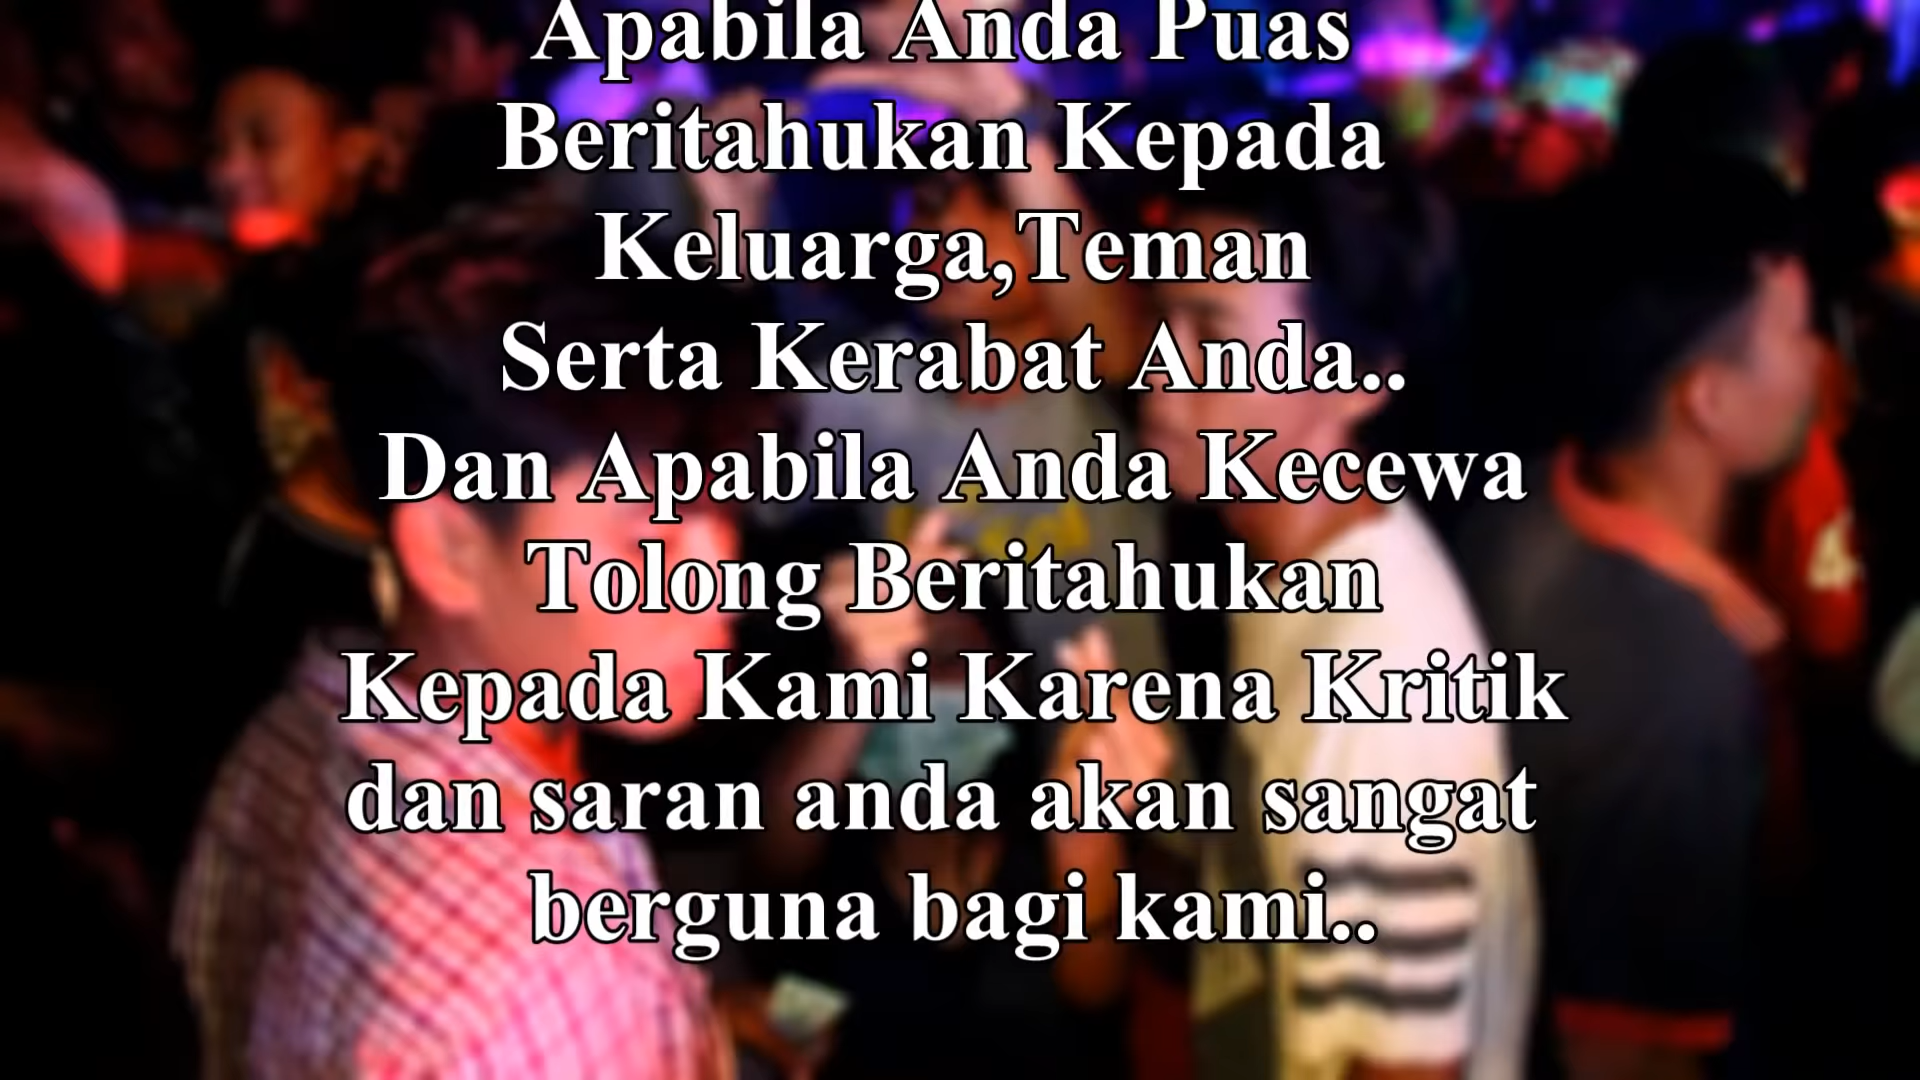 Apabila Anda Puas
Beritahukan Kepada
Keluarga,Teman
Serta Kerabat Anda..
Dan Apabila Anda Kecewa
Tolong Beritahukan
Kepada Kami Karena Kritik
dan saran anda akan sangat
berguna bagi kami..